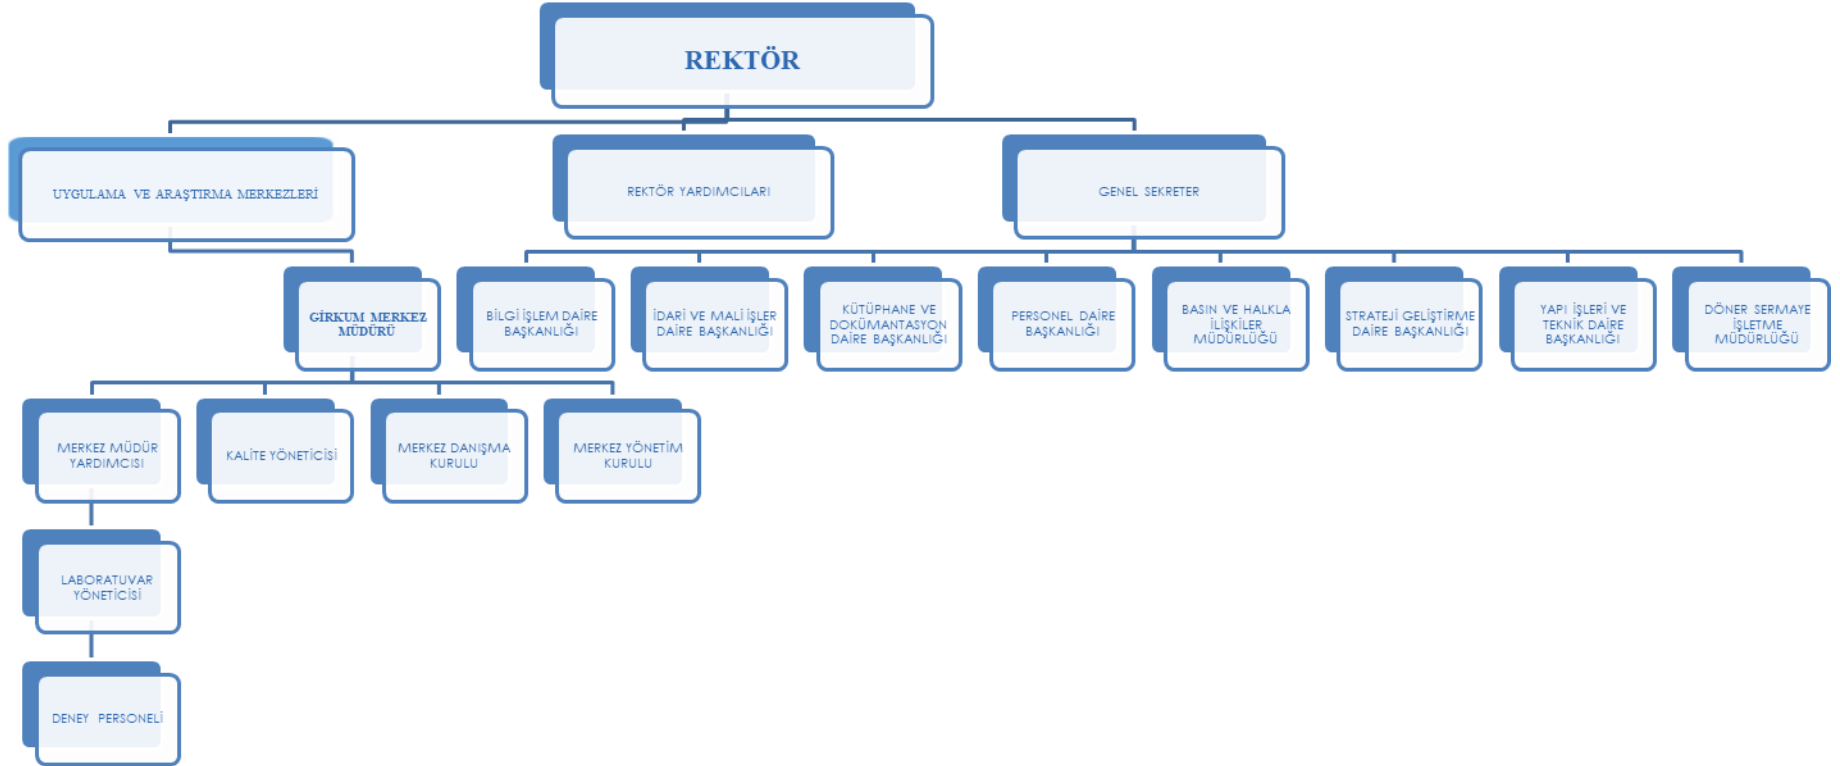 REKTÖR
UYGULAMA VE ARAŞTIRMA MERKEZLERİ
REKTÖR YARDIMCILARI
GENEL SEKRETER
GİRKUM MERKEZ
MÜDÜRÜ
BİLGİ İŞLEM DAİRE
BAŞKANLIĞI
İDARİ VE MALİ İŞLER
DAİRE BAŞKANLIĞI
KÜTÜPHANE VE
DOKÜMANTASYON
DAİRE BAŞKANLIĞI
PERSONEL DAİRE
BAŞKANLIĞI
BASIN VE HALKLA
İLİŞKİLER
MÜDÜRLÜĞÜ
STRATEJİ GELİŞTİRME
DAİRE BAŞKANLIĞI
YAPI İŞLERİ VE
TEKNİK DAİRE
BAŞKANLIĞI
DÖNER SERMAYE
İŞLETME
MÜDÜRLÜĞÜ
MERKEZ MÜDÜR
YARDIMCISI
KALİTE YÖNETİCİSİ
MERKEZ DANIŞMA
KURULU
MERKEZ YÖNETİM
KURULU
LABORATUVAR
YÖNETİCİSİ
DENEY PERSONELİ